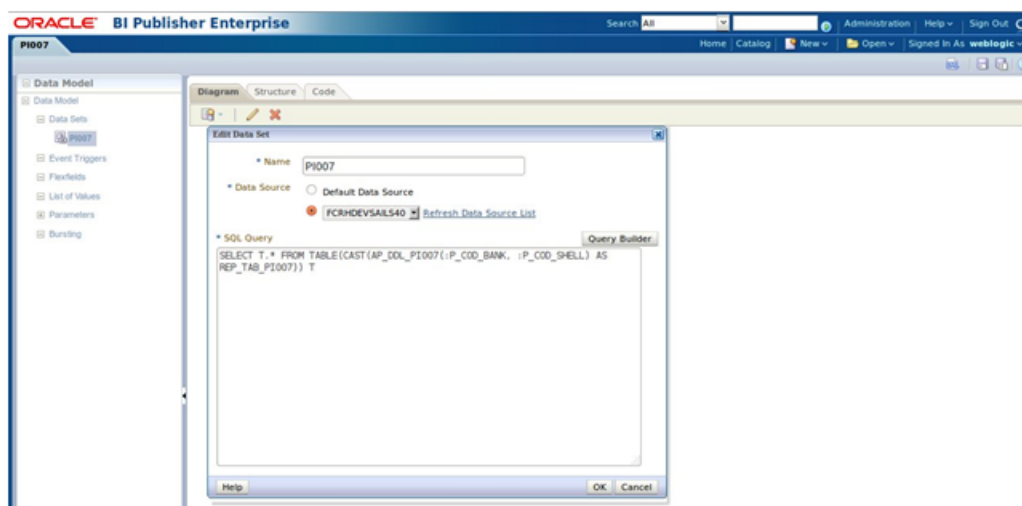 ORACLE BI Publisher Enterprise
Search All
Administration Help Sign Out
PI007
Home Catalog New Open Signed In As weblogic
Data Model
Data Model
Data Sets
PI007
Event Triggers
Flexfields
List of Values
Parameters
Bursting
Diagram Structure Code
Edit Data Set
* Name PI007
* Data Source Default Data Source
FCRHDEVSAILS40 Refresh Data Source List
* SQL Query Query Builder
SELECT T.* FROM TABLE(CAST(AP_DDL_PI007(:P_COD_BANK, :P_COD_SHELL) AS
REP_TAB_PI007)) T
Help OK Cancel